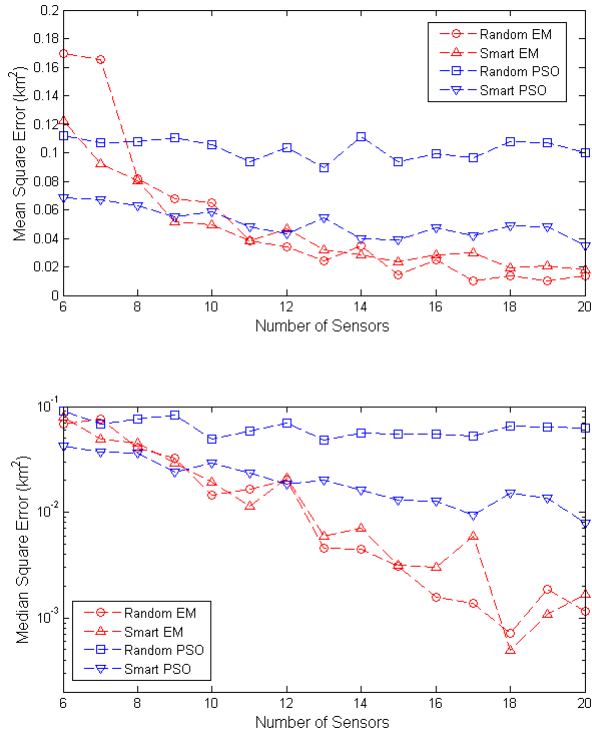 0.2
0.18
0.16
0.14
0.12
0.11
0.08
0.06
0.04
0.02
0
Mean Square Error (km²)
6 8 10 12 14 16 18 20
Number of Sensors
Random EM
Smart EM
Random PSO
Smart PSO
10⁻¹
10⁻²
10⁻³
Median Square Error (km²)
6 8 10 12 14 16 18 20
Number of Sensors
Random EM
Smart EM
Random PSO
Smart PSO